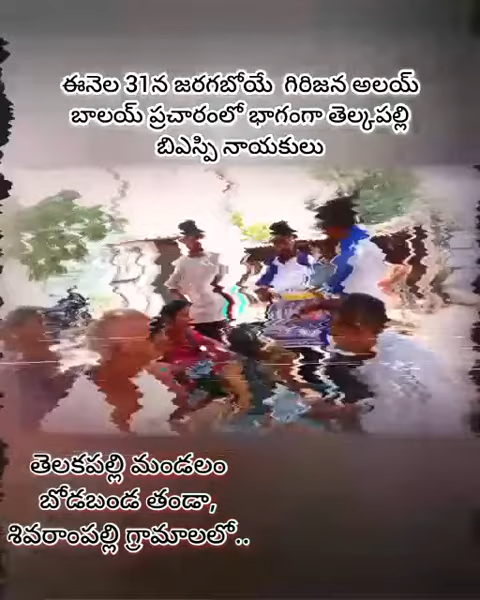 ఈనెల 31న జరగబోయే గిరిజన అలయ్
బాలయ్ ప్రచారంలో భాగంగా తెల్కపల్లి
బిఎస్పి నాయకులు
తెలకపల్లి మండలం
బోడబండ తండా,
శివరాంపల్లి గ్రామాలలో..